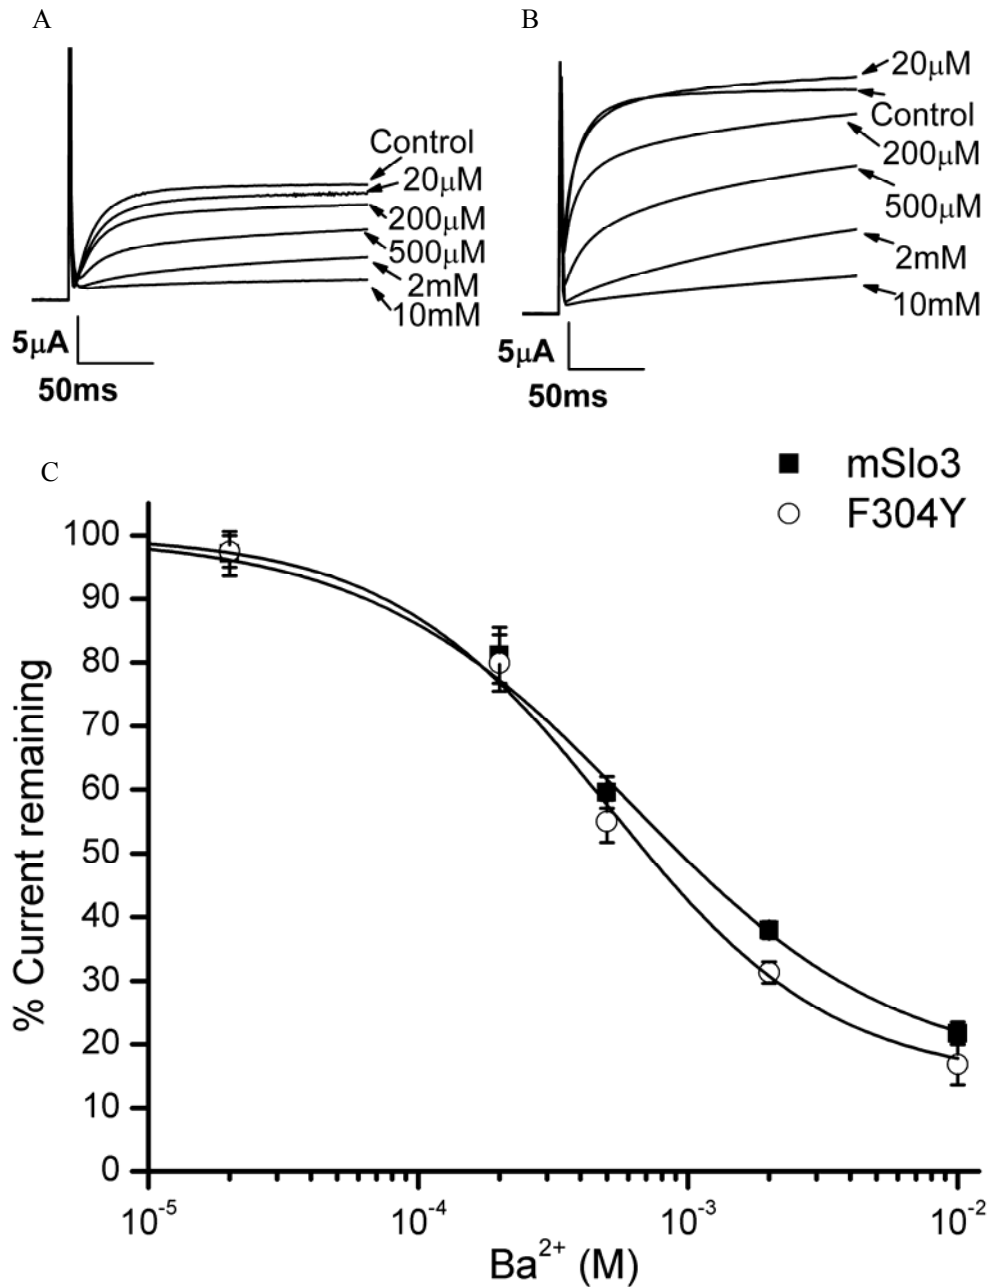 A
Control
20μM
200μM
500μM
2mM
10mM
5μA
50ms
B
20μM
Control
200μM
500μM
2mM
10mM
5μA
50ms
C
mSlo3
F304Y
% Current remaining
100
90
80
70
60
50
40
30
20
10
0
10-5
10-4
10-3
10-2
Ba2+ (M)